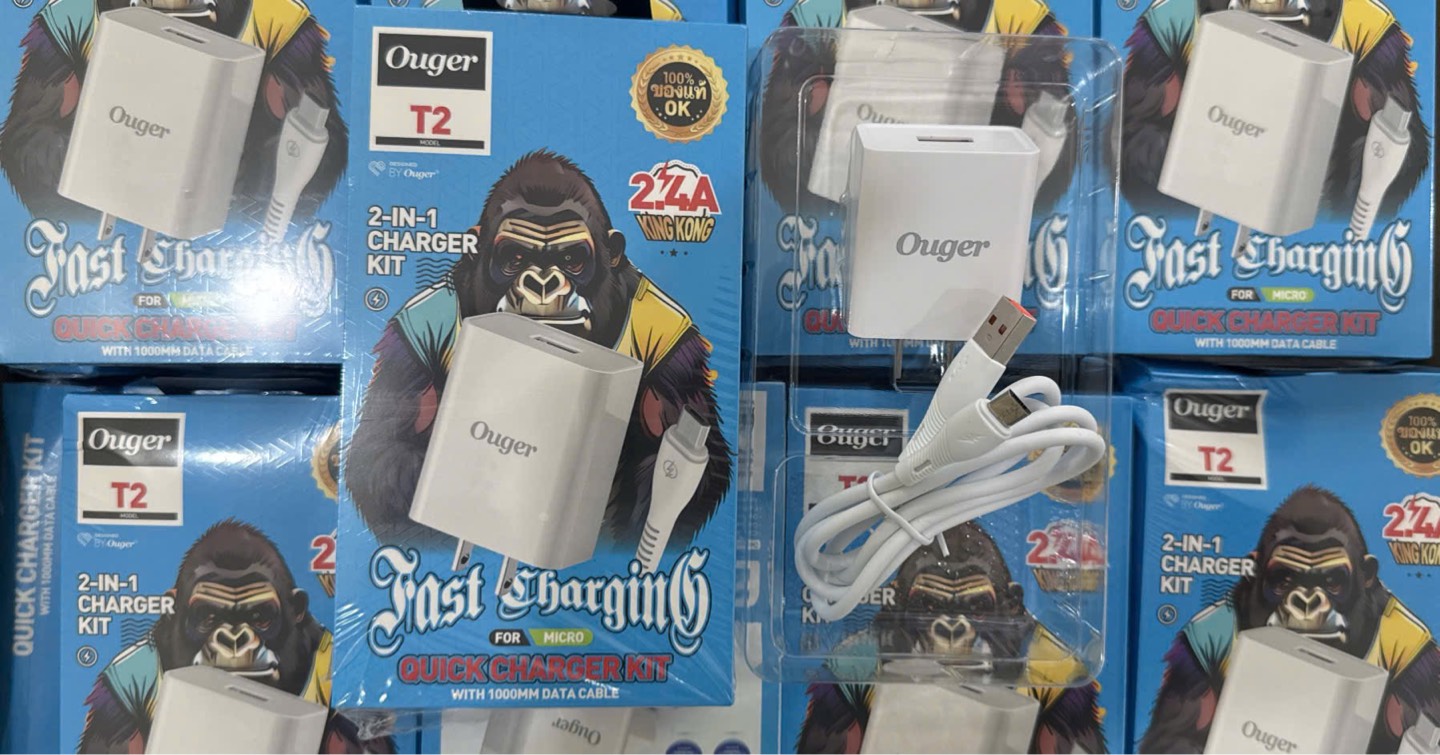 Ouger
Fast Charging
FOR
QUICK CHARGER KIT
WITH 1000MM DATA CABLE
Ouger
T2
MODEL
DESIGNED
BY Ouger
100%
ของแท้
OK
2.4A
KING KONG
2-IN-1
CHARGER
KIT
Ouger
Fast Charging
FOR MICRO
QUICK CHARGER KIT
WITH 1000MM DATA CABLE
Ouger
Ouger
Fast Charging
FOR MICRO
QUICK CHARGER KIT
WITH 1000MM DATA CABLE
QUICK CHARGER KIT
WITH 1000MM DATA CABLE
Ouger
T2
MODEL
DESIGNED
BY Ouger
2-IN-1
CHARGER
KIT
Ouger
Ouger
CHARGER
Ouger
T2
MODEL
BY Ouger
100%
ของแท้
OK
2.4A
KING KON
2-IN-1
CHARGER
KIT
Ouger